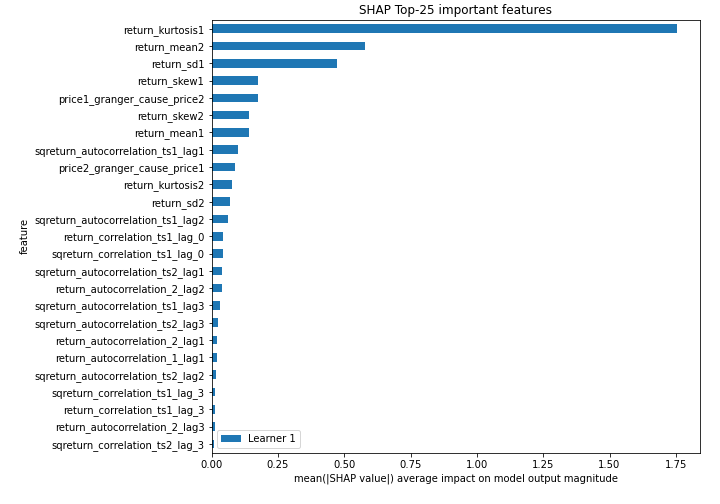 SHAP Top-25 important features
return_kurtosis1
return_mean2
return_sd1
return_skew1
price1_granger_cause_price2
return_skew2
return_mean1
sqreturn_autocorrelation_ts1_lag1
price2_granger_cause_price1
return_kurtosis2
return_sd2
sqreturn_autocorrelation_ts1_lag2
return_correlation_ts1_lag_0
sqreturn_correlation_ts1_lag_0
sqreturn_autocorrelation_ts2_lag1
return_autocorrelation_2_lag2
sqreturn_autocorrelation_ts1_lag3
sqreturn_autocorrelation_ts2_lag3
return_autocorrelation_2_lag1
return_autocorrelation_1_lag1
sqreturn_autocorrelation_ts2_lag2
sqreturn_correlation_ts1_lag_3
return_correlation_ts1_lag_3
return_autocorrelation_2_lag3
sqreturn_correlation_ts2_lag_3
feature
Learner 1
0.00 0.25 0.50 0.75 1.00 1.25 1.50 1.75
mean(|SHAP value|) average impact on model output magnitude